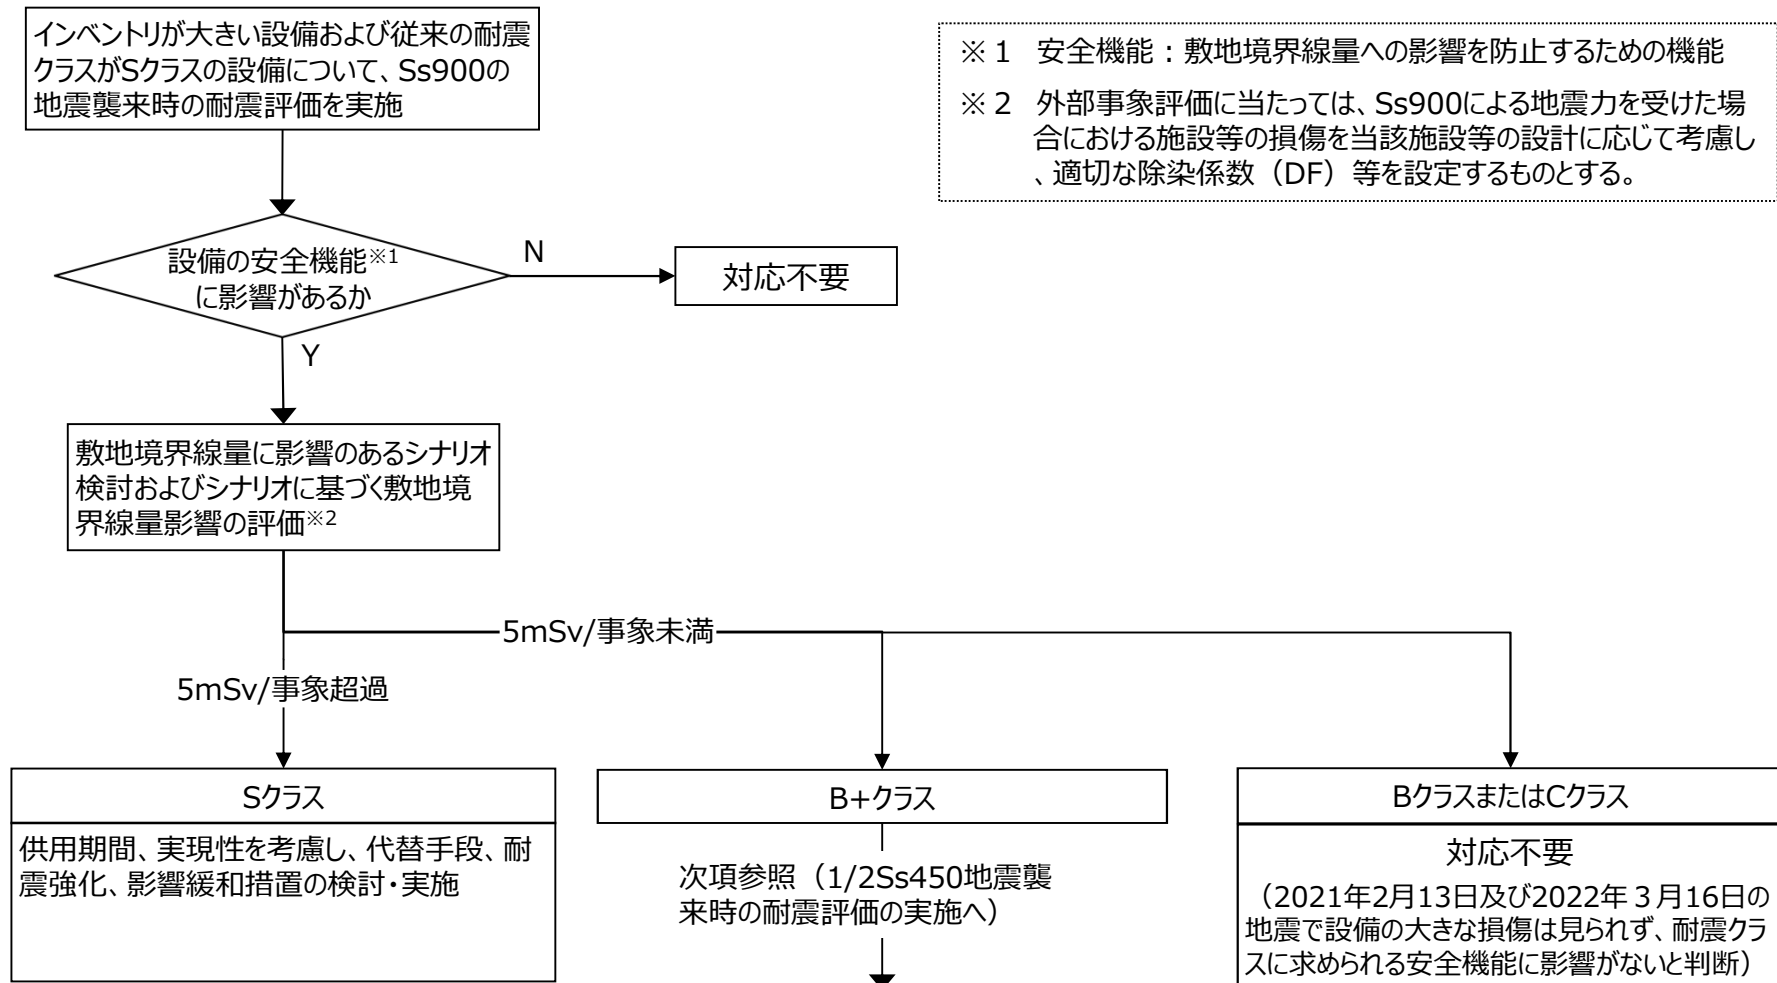 インベントリが大きい設備および従来の耐震
クラスがSクラスの設備について、Ss900の
地震襲来時の耐震評価を実施
※1 安全機能：敷地境界線量への影響を防止するための機能
※2 外部事象評価に当たっては、Ss900による地震力を受けた場
合における施設等の損傷を当該施設等の設計に応じて考慮し
、適切な除染係数（DF）等を設定するものとする。
設備の安全機能※1
に影響があるか
N
対応不要
Y
敷地境界線量に影響のあるシナリオ
検討およびシナリオに基づく敷地境
界線量影響の評価※2
5mSv/事象未満
5mSv/事象超過
Sクラス
供用期間、実現性を考慮し、代替手段、耐
震強化、影響緩和措置の検討・実施
B+クラス
次項参照（1/2Ss450地震襲
来時の耐震評価の実施へ）
BクラスまたはCクラス
対応不要
（2021年2月13日及び2022年３月16日の
地震で設備の大きな損傷は見られず、耐震クラ
スに求められる安全機能に影響がないと判断）